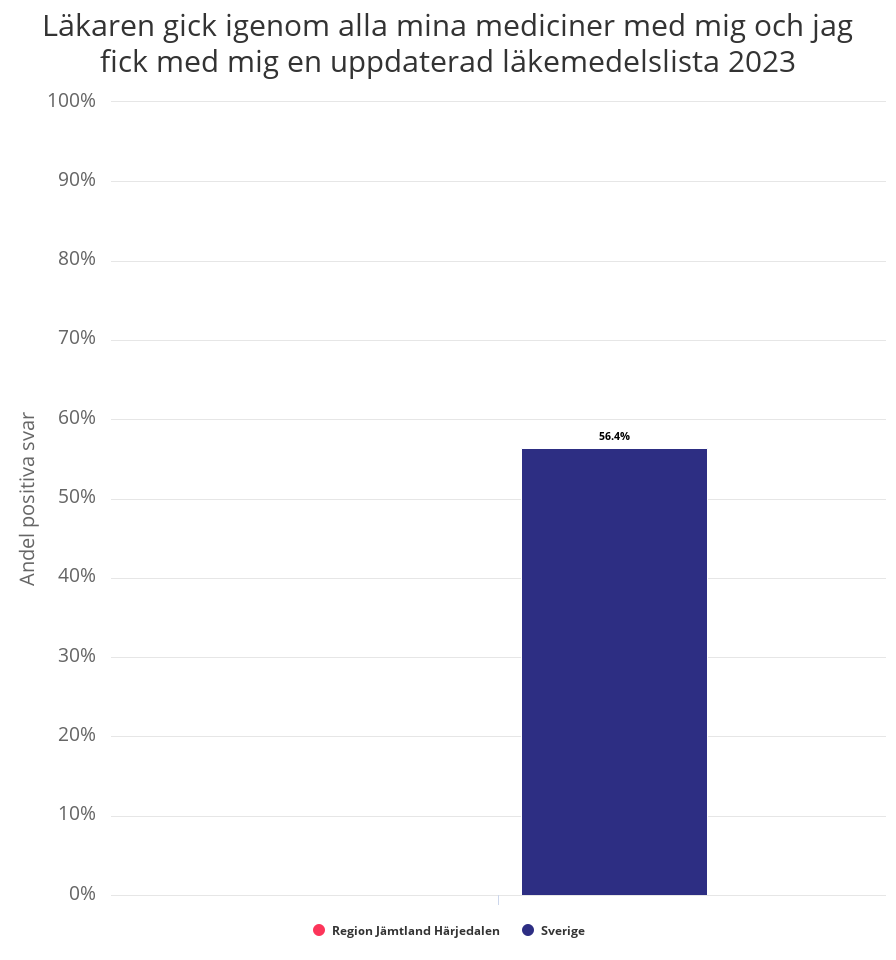 Läkaren gick igenom alla mina mediciner med mig och jag
fick med mig en uppdaterad läkemedelslista 2023
Andel positiva svar
100%
90%
80%
70%
60%
50%
40%
30%
20%
10%
0%
56.4%
Region Jämtland Härjedalen
Sverige